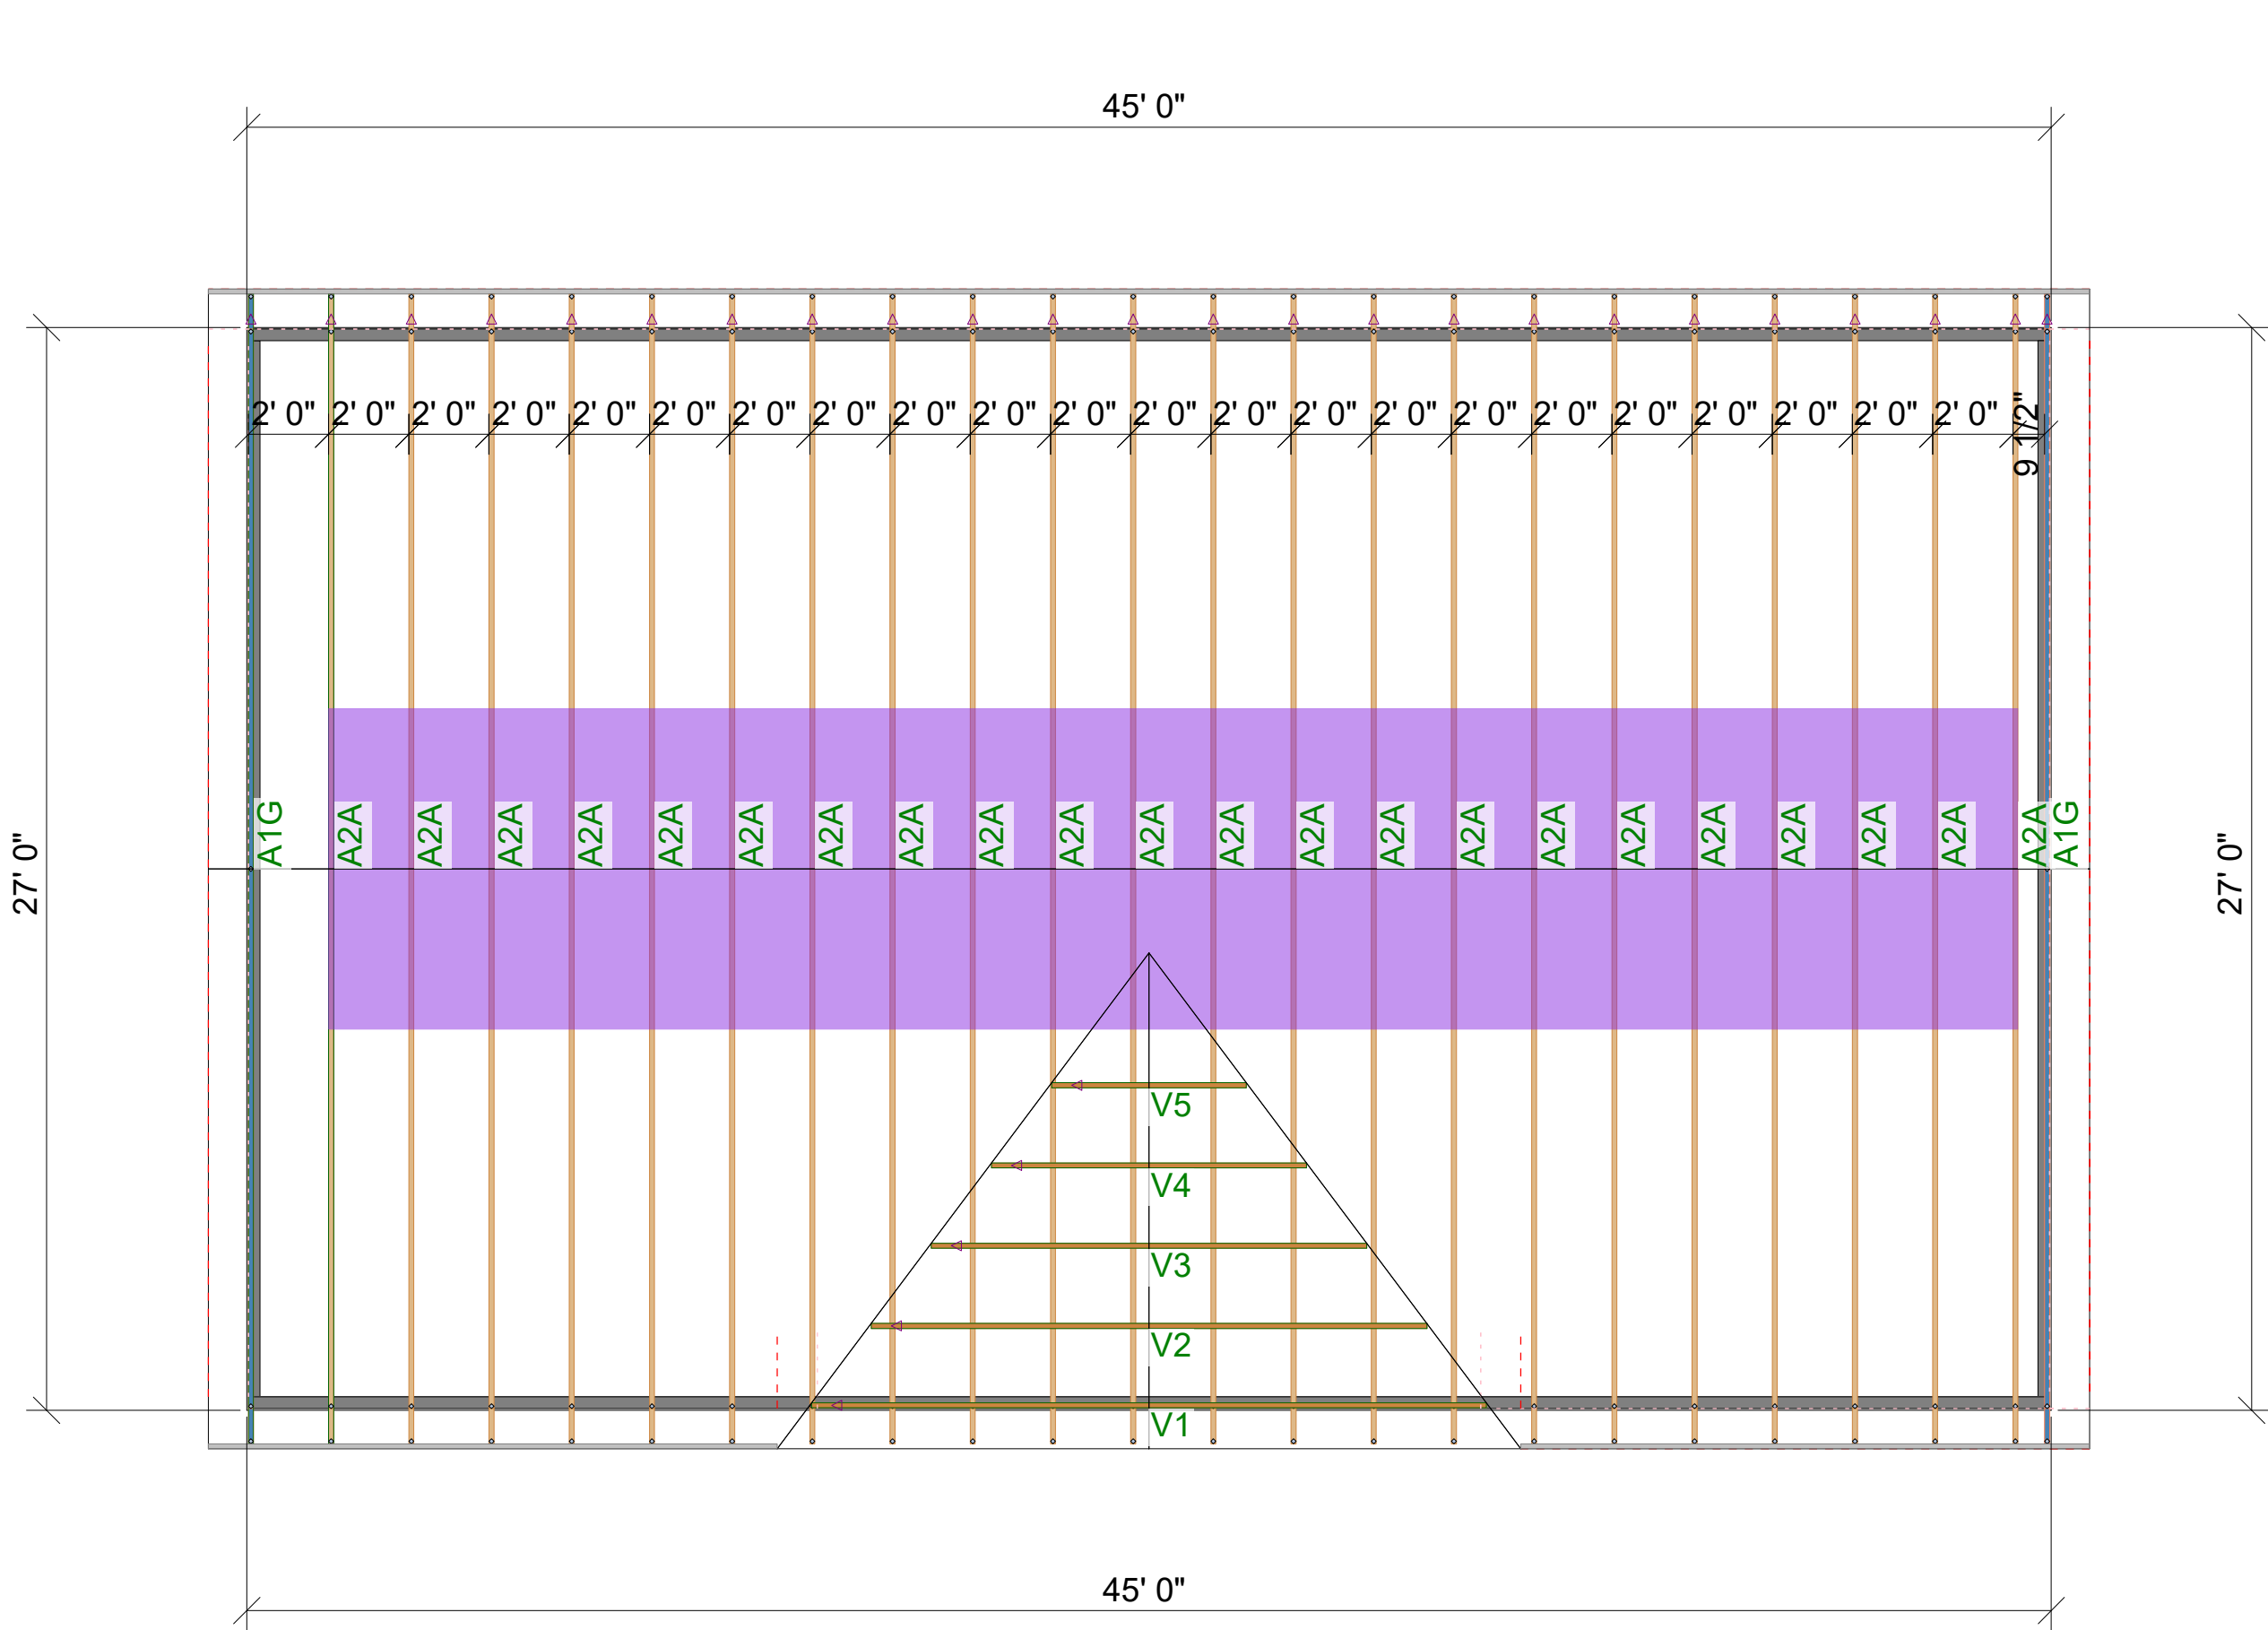 45' 0"
2' 0" 2' 0" 2' 0" 2' 0" 2' 0" 2' 0" 2' 0" 2' 0" 2' 0" 2' 0" 2' 0" 2' 0" 2' 0" 2' 0" 2' 0" 2' 0" 2' 0" 2' 0" 2' 0" 2' 0" 2' 0" 2' 0" 9 1/2"
27' 0"
A1G A2A A2A A2A A2A A2A A2A A2A A2A A2A A2A A2A A2A A2A A2A A2A A2A A2A A2A A2A A2A A2A A2A A1G
27' 0"
V5
V4
V3
V2
V1
45' 0"